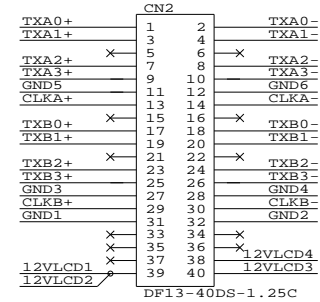 CN2
TXA0+ 1 2 TXA0-
TXA1+ 3 4 TXA1-
5 6
TXA2+ 7 8 TXA2-
TXA3+ 9 10 TXA3-
GND5 11 12 GND6
CLKA+ 13 14 CLKA-
15 16
TXB0+ 17 18 TXB0-
TXB1+ 19 20 TXB1-
21 22
TXB2+ 23 24 TXB2-
TXB3+ 25 26 TXB3-
GND3 27 28 GND4
CLKB+ 29 30 CLKB-
GND1 31 32 GND2
33 34
35 36
37 38 12VLCD4
12VLCD1 39 40 12VLCD3
12VLCD2
DF13-40DS-1.25C